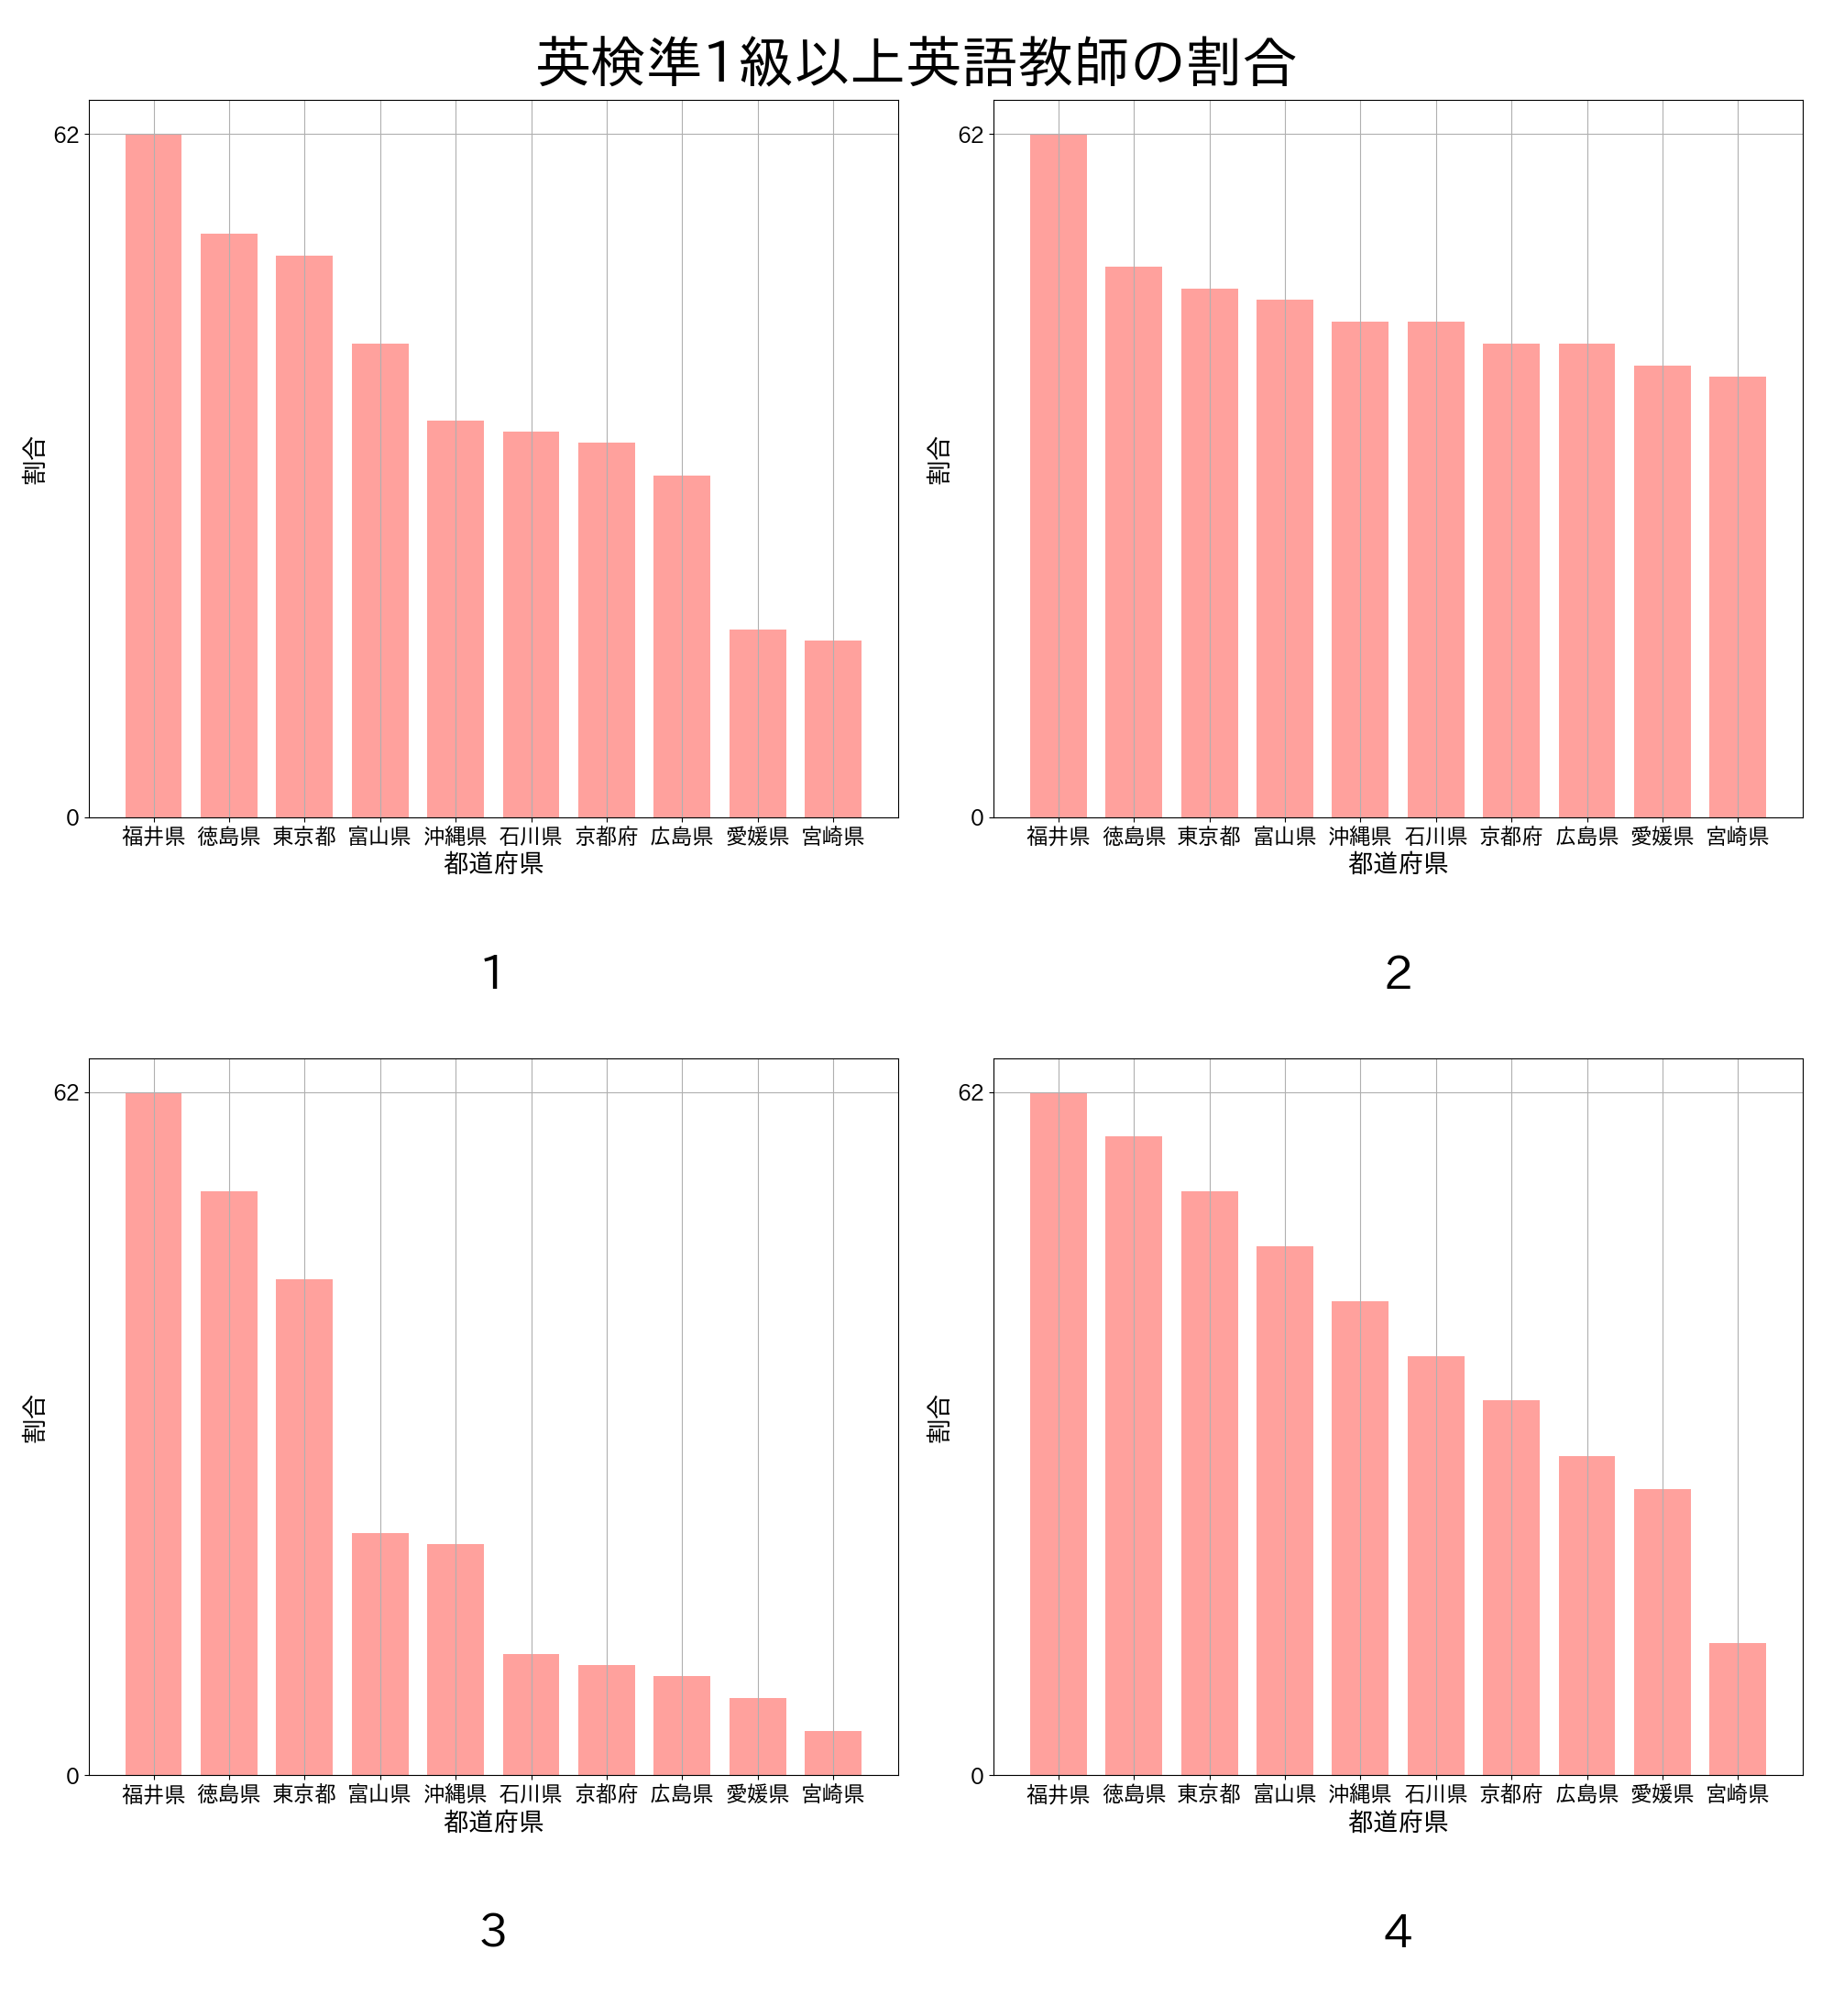 英検準1級以上英語教師の割合
62
0
割合
福井県 徳島県 東京都 富山県 沖縄県 石川県 京都府 広島県 愛媛県 宮崎県
都道府県
1
62
0
割合
福井県 徳島県 東京都 富山県 沖縄県 石川県 京都府 広島県 愛媛県 宮崎県
都道府県
2
62
0
割合
福井県 徳島県 東京都 富山県 沖縄県 石川県 京都府 広島県 愛媛県 宮崎県
都道府県
3
62
0
割合
福井県 徳島県 東京都 富山県 沖縄県 石川県 京都府 広島県 愛媛県 宮崎県
都道府県
4